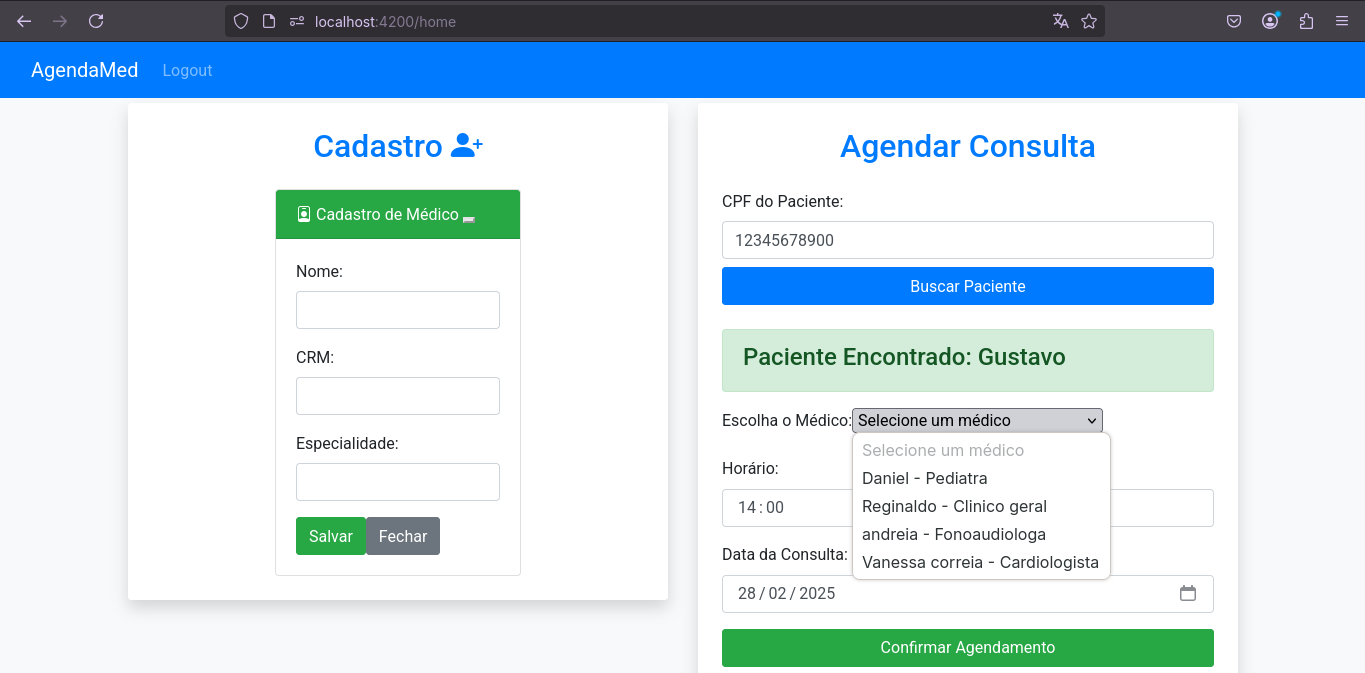 localhost:4200/home
AgendaMed Logout
Cadastro
Cadastro de Médico
Nome:
CRM:
Especialidade:
Salvar Fechar
Agendar Consulta
CPF do Paciente:
12345678900
Buscar Paciente
Paciente Encontrado: Gustavo
Escolha o Médico: Selecione um médico
Selecione um médico
Daniel - Pediatra
Reginaldo - Clinico geral
andreia - Fonoaudiologa
Vanessa correia - Cardiologista
Horário:
14:00
Data da Consulta:
28/02/2025
Confirmar Agendamento